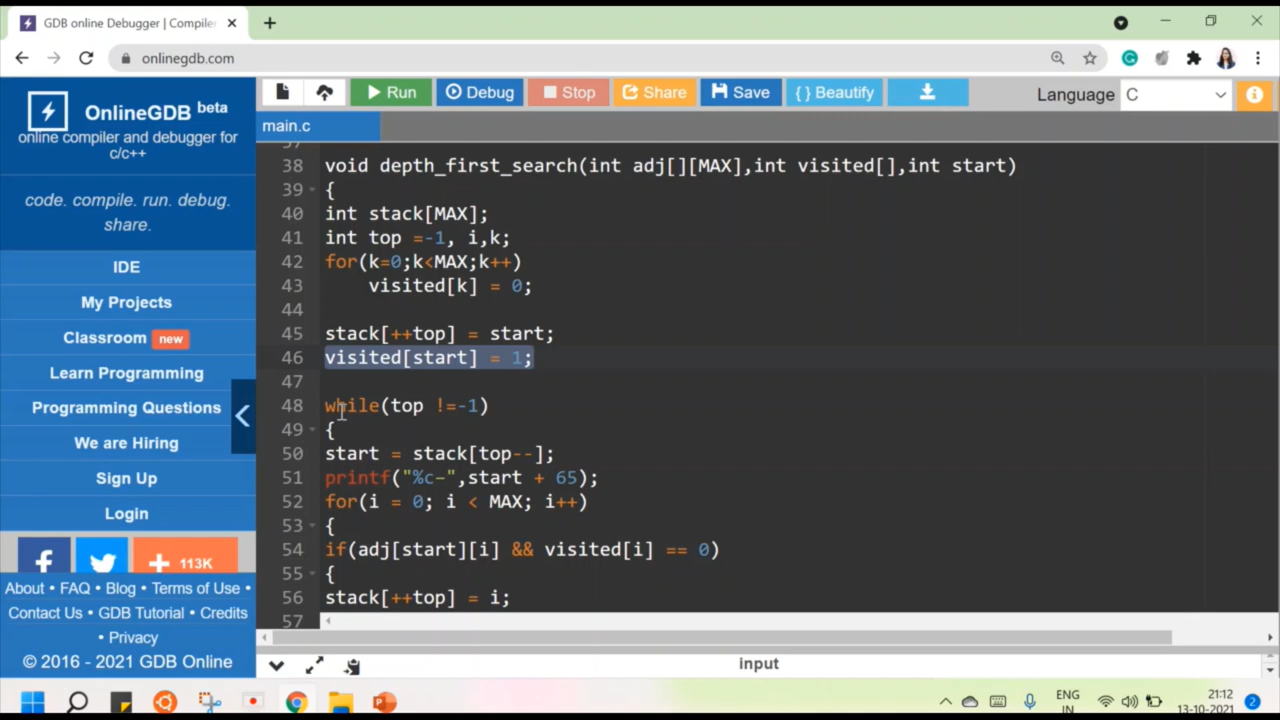 GDB online Debugger | Compiler
onlinegdb.com
OnlineGDB beta
online compiler and debugger for
c/c++
code. compile. run. debug.
share.
IDE
My Projects
Classroom new
Learn Programming
Programming Questions
We are Hiring
Sign Up
Login
113K
About • FAQ • Blog • Terms of Use •
Contact Us • GDB Tutorial • Credits
• Privacy
© 2016 - 2021 GDB Online
Run
Debug
Stop
Share
Save
{ } Beautify
Language C
main.c
37
38 void depth_first_search(int adj[][MAX],int visited[],int start)
39 {
40 int stack[MAX];
41 int top =-1, i,k;
42 for(k=0;k<MAX;k++)
43 visited[k] = 0;
44
45 stack[++top] = start;
46 visited[start] = 1;
47
48 while(top !=-1)
49 {
50 start = stack[top--];
51 printf("%c-",start + 65);
52 for(i = 0; i < MAX; i++)
53 {
54 if(adj[start][i] && visited[i] == 0)
55 {
56 stack[++top] = i;
57
input
ENG
IN
21:12
13-10-2021
2